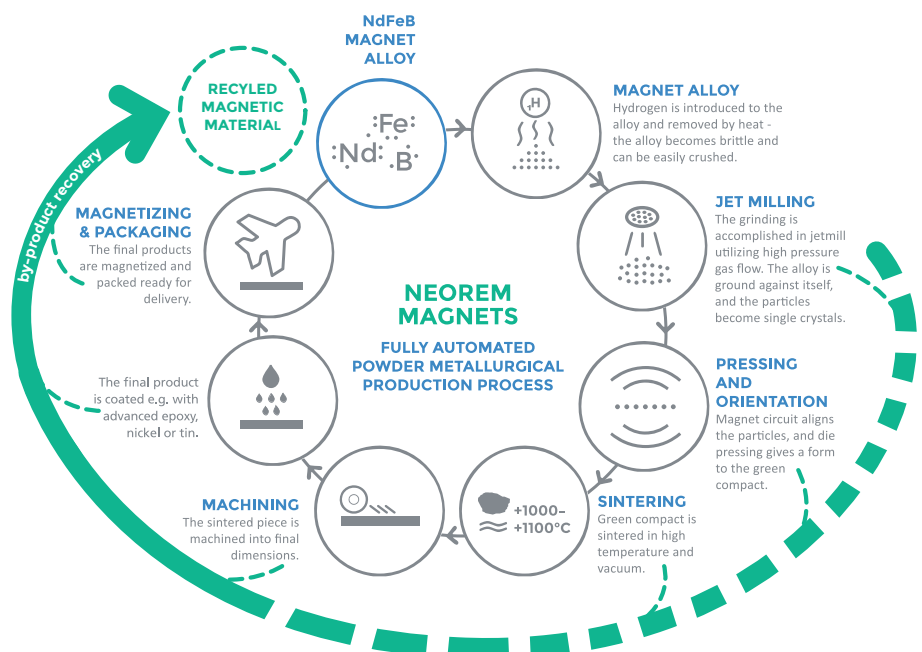 NdFeB
MAGNET
ALLOY
RECYLED
MAGNETIC
MATERIAL
Fe
Nd
B
H
MAGNET ALLOY
Hydrogen is introduced to the
alloy and removed by heat -
the alloy becomes brittle and
can be easily crushed.
JET MILLING
The grinding is
accomplished in jetmill
utilizing high pressure
gas flow. The alloy is
ground against itself,
and the particles
become single crystals.
PRESSING
AND
ORIENTATION
Magnet circuit aligns
the particles, and die
pressing gives a form
to the green
compact.
SINTERING
Green compact is
sintered in high
temperature and
vacuum.
+1000–
+1100°C
MACHINING
The sintered piece is
machined into final
dimensions.
The final product
is coated e.g. with
advanced epoxy,
nickel or tin.
MAGNETIZING
& PACKAGING
The final products
are magnetized and
packed ready for
delivery.
by-product recovery
NEOREM
MAGNETS
FULLY AUTOMATED
POWDER METALLURGICAL
PRODUCTION PROCESS